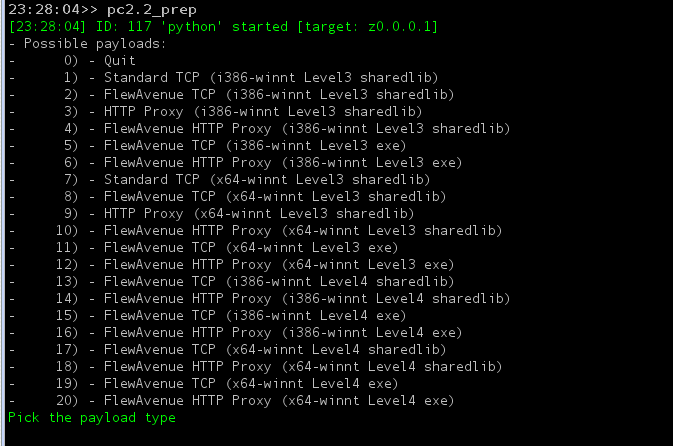 23:28:04>> pc2.2_prep
[23:28:04] ID: 117 'python' started [target: z0.0.0.1]
- Possible payloads:
-      0) - Quit
-      1) - Standard TCP (i386-winnt Level3 sharedlib)
-      2) - FlewAvenue TCP (i386-winnt Level3 sharedlib)
-      3) - HTTP Proxy (i386-winnt Level3 sharedlib)
-      4) - FlewAvenue HTTP Proxy (i386-winnt Level3 sharedlib)
-      5) - FlewAvenue TCP (i386-winnt Level3 exe)
-      6) - FlewAvenue HTTP Proxy (i386-winnt Level3 exe)
-      7) - Standard TCP (x64-winnt Level3 sharedlib)
-      8) - FlewAvenue TCP (x64-winnt Level3 sharedlib)
-      9) - HTTP Proxy (x64-winnt Level3 sharedlib)
-     10) - FlewAvenue HTTP Proxy (x64-winnt Level3 sharedlib)
-     11) - FlewAvenue TCP (x64-winnt Level3 exe)
-     12) - FlewAvenue HTTP Proxy (x64-winnt Level3 exe)
-     13) - FlewAvenue TCP (i386-winnt Level4 sharedlib)
-     14) - FlewAvenue HTTP Proxy (i386-winnt Level4 sharedlib)
-     15) - FlewAvenue TCP (i386-winnt Level4 exe)
-     16) - FlewAvenue HTTP Proxy (i386-winnt Level4 exe)
-     17) - FlewAvenue TCP (x64-winnt Level4 sharedlib)
-     18) - FlewAvenue HTTP Proxy (x64-winnt Level4 sharedlib)
-     19) - FlewAvenue TCP (x64-winnt Level4 exe)
-     20) - FlewAvenue HTTP Proxy (x64-winnt Level4 exe)
Pick the payload type